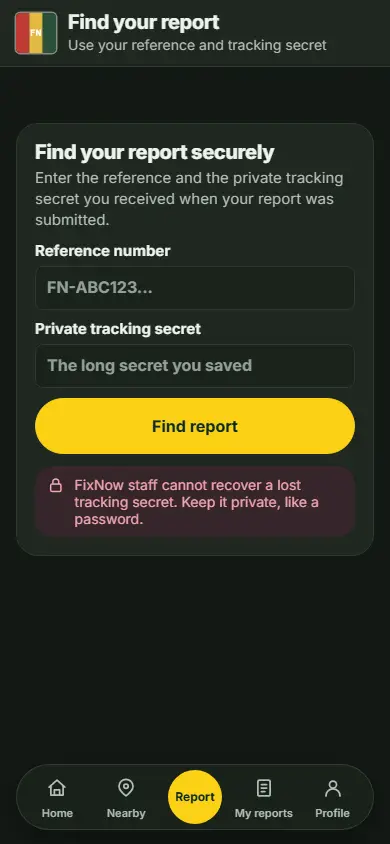 FN
Find your report
Use your reference and tracking secret
Find your report securely
Enter the reference and the private tracking
secret you received when your report was
submitted.
Reference number
FN-ABC123...
Private tracking secret
The long secret you saved
Find report
FixNow staff cannot recover a lost
tracking secret. Keep it private, like a
password.
Home
Nearby
Report
My reports
Profile